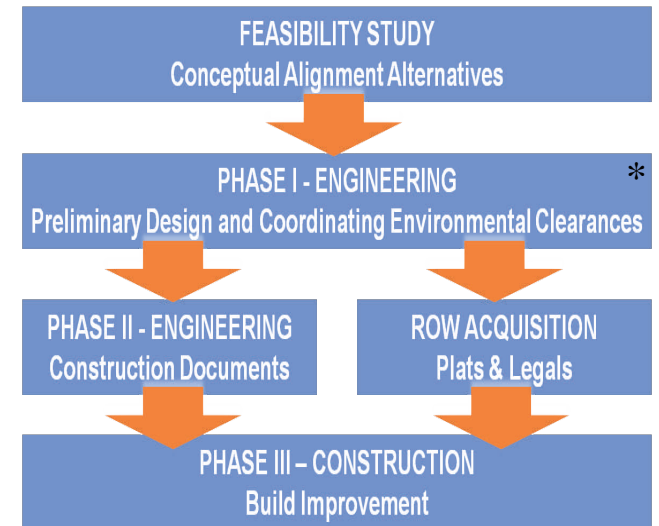 FEASIBILITY STUDY
Conceptual Alignment Alternatives
PHASE I - ENGINEERING *
Preliminary Design and Coordinating Environmental Clearances
PHASE II - ENGINEERING
Construction Documents
ROW ACQUISITION
Plats & Legals
PHASE III – CONSTRUCTION
Build Improvement